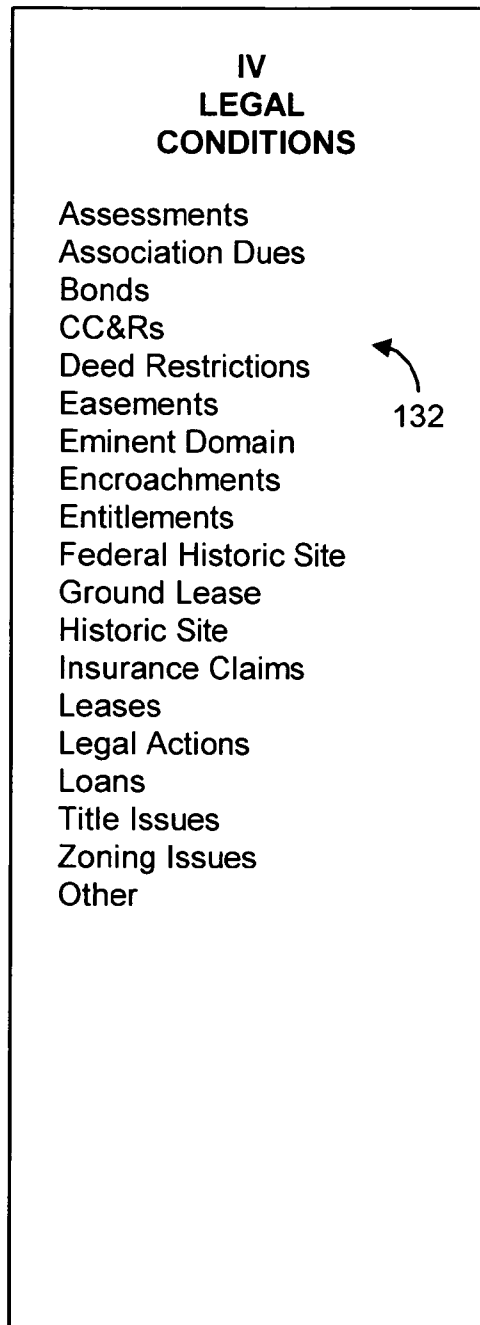 IV
LEGAL
CONDITIONS
Assessments
Association Dues
Bonds
CC&Rs
Deed Restrictions
Easements
132
Eminent Domain
Encroachments
Entitlements
Federal Historic Site
Ground Lease
Historic Site
Insurance Claims
Leases
Legal Actions
Loans
Title Issues
Zoning Issues
Other